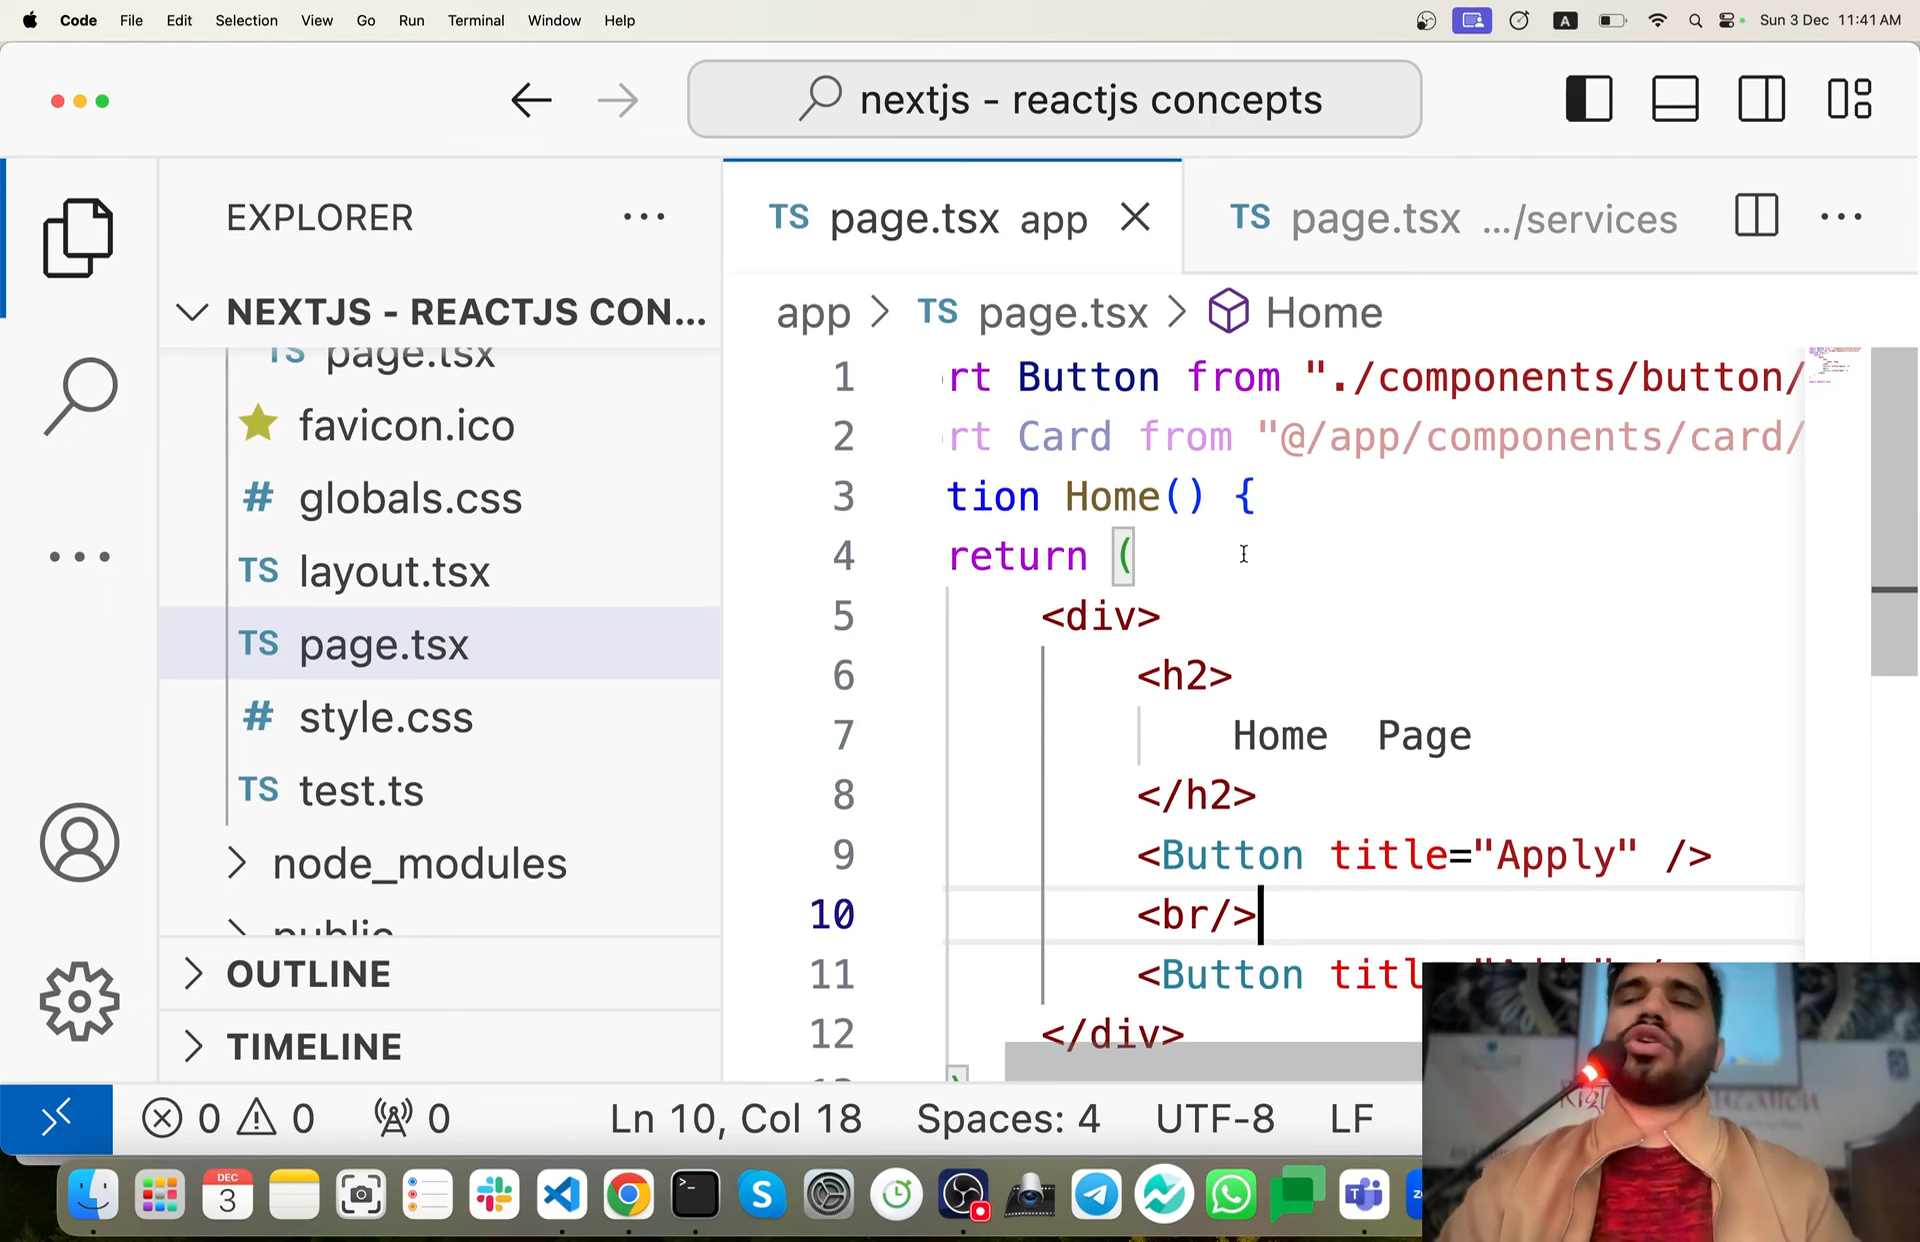 Code File Edit Selection View Go Run Terminal Window Help
A Sun 3 Dec 11:41 AM
nextjs - reactjs concepts
EXPLORER
NEXTJS - REACTJS CON...
page.tsx
favicon.ico
# globals.css
TS layout.tsx
TS page.tsx
# style.css
TS test.ts
node_modules
public
OUTLINE
TIMELINE
TS page.tsx app
TS page.tsx .../services
app > TS page.tsx > Home
1 rt Button from "./components/button/
2 rt Card from "@/app/components/card/
3 tion Home() {
4 return (
5 <div>
6 <h2>
7 Home  Page
8 </h2>
9 <Button title="Apply" />
10 <br/>
11 <Button titl
12 </div>
0 0 0 Ln 10, Col 18 Spaces: 4 UTF-8 LF
DEC
3
S
T